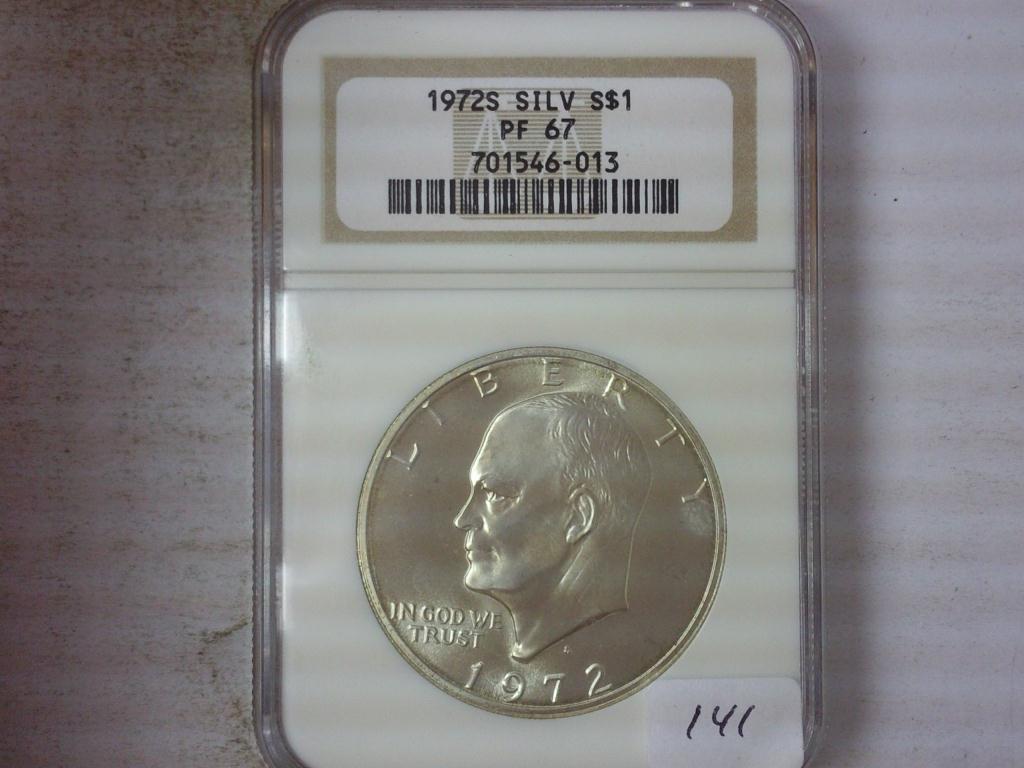 1972S SILV S$1
PF 67
701546-013
LIBERTY
IN GOD WE
TRUST
1972
141